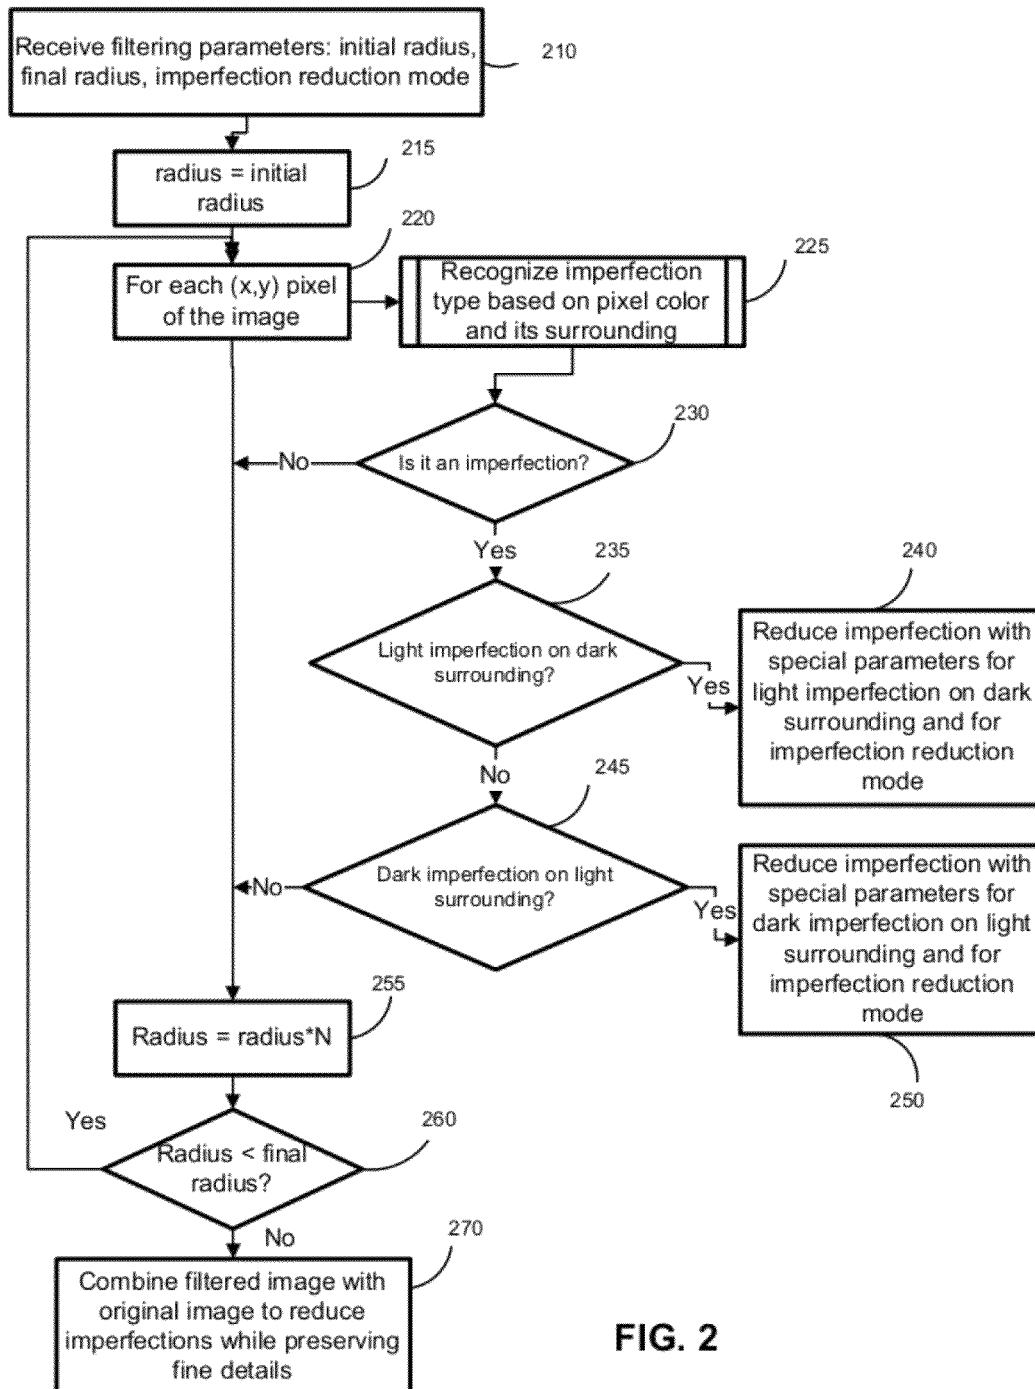 Receive filtering parameters: initial radius,
final radius, imperfection reduction mode
210
radius = initial
radius
215
For each (x,y) pixel
of the image
220
Recognize imperfection
type based on pixel color
and its surrounding
225
Is it an imperfection?
230
No
Yes
Light imperfection on dark
surrounding?
235
Yes
Reduce imperfection with
special parameters for
light imperfection on dark
surrounding and for
imperfection reduction
mode
240
No
Dark imperfection on light
surrounding?
245
No
Yes
Reduce imperfection with
special parameters for
dark imperfection on light
surrounding and for
imperfection reduction
mode
250
Radius = radius*N
255
Radius < final
radius?
260
Yes
No
Combine filtered image with
original image to reduce
imperfections while preserving
fine details
270
FIG. 2